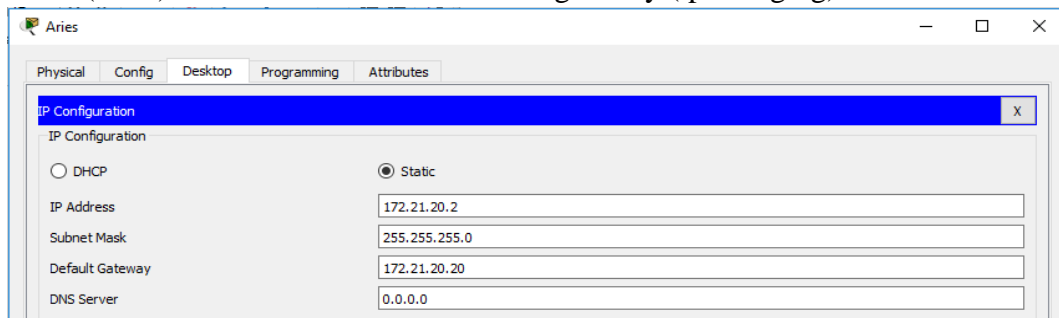 Aries
Physical Config Desktop Programming Attributes
IP Configuration X
IP Configuration
DHCP Static
IP Address 172.21.20.2
Subnet Mask 255.255.255.0
Default Gateway 172.21.20.20
DNS Server 0.0.0.0